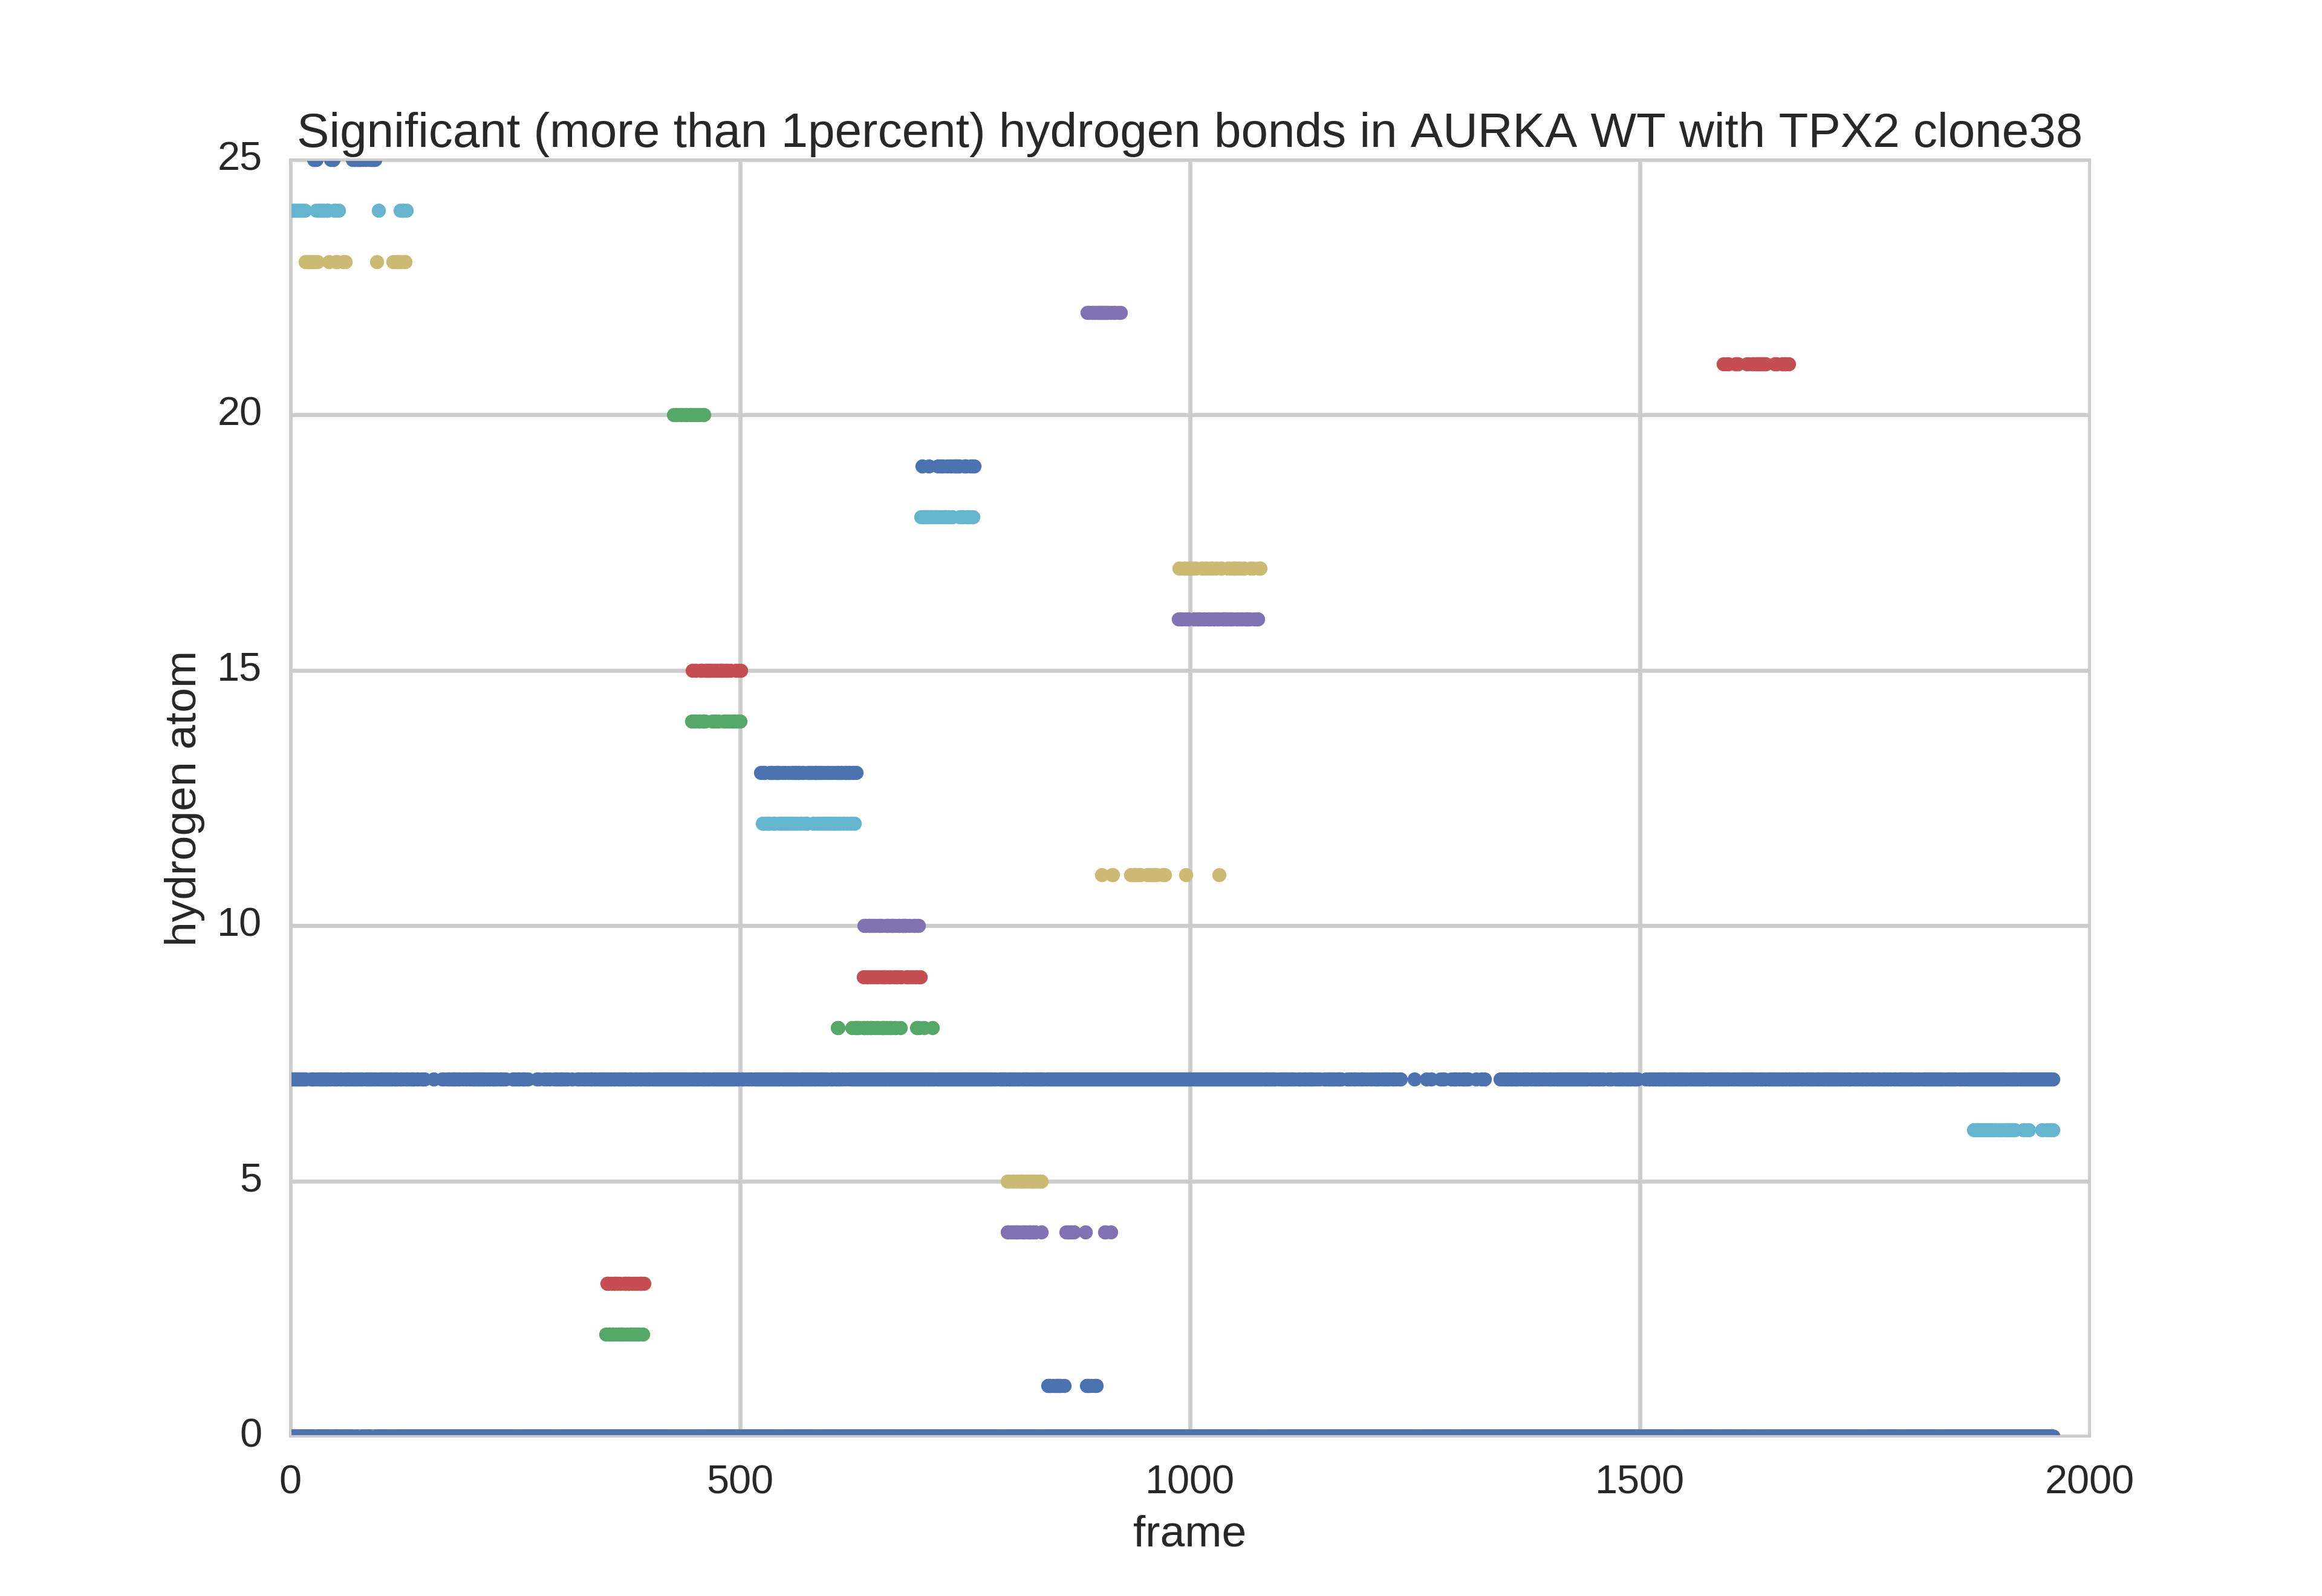 Significant (more than 1percent) hydrogen bonds in AURKA WT with TPX2 clone38
25
20
15
10
5
0
hydrogen atom
0 500 1000 1500 2000
frame